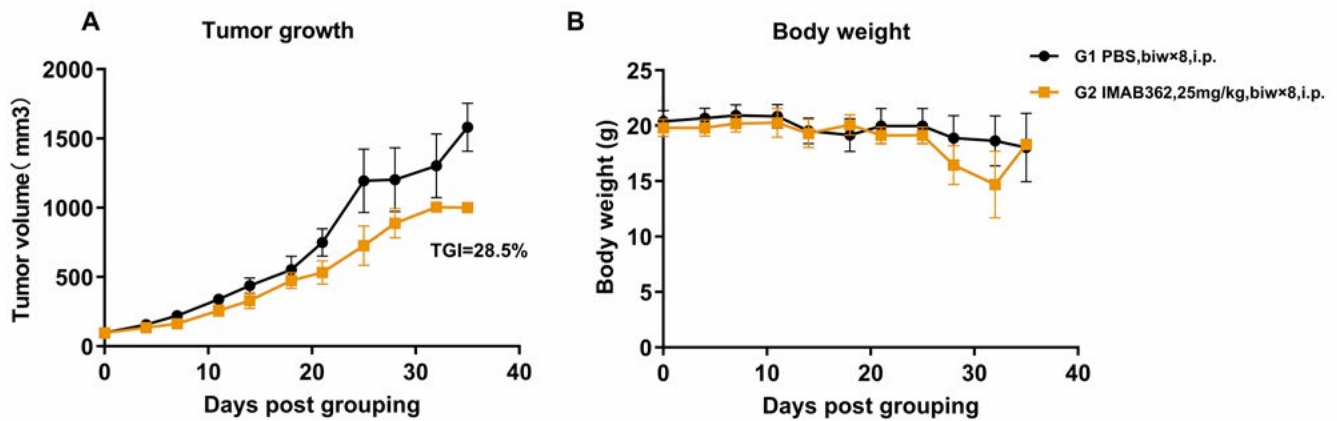 A
Tumor growth
2000
1500
1000
500
0
Tumor volume( mm3)
TGI=28.5%
0 10 20 30 40
Days post grouping
B
Body weight
25
20
15
10
5
0
Body weight (g)
0 10 20 30 40
Days post grouping
G1 PBS,biw×8,i.p.
G2 IMAB362,25mg/kg,biw×8,i.p.